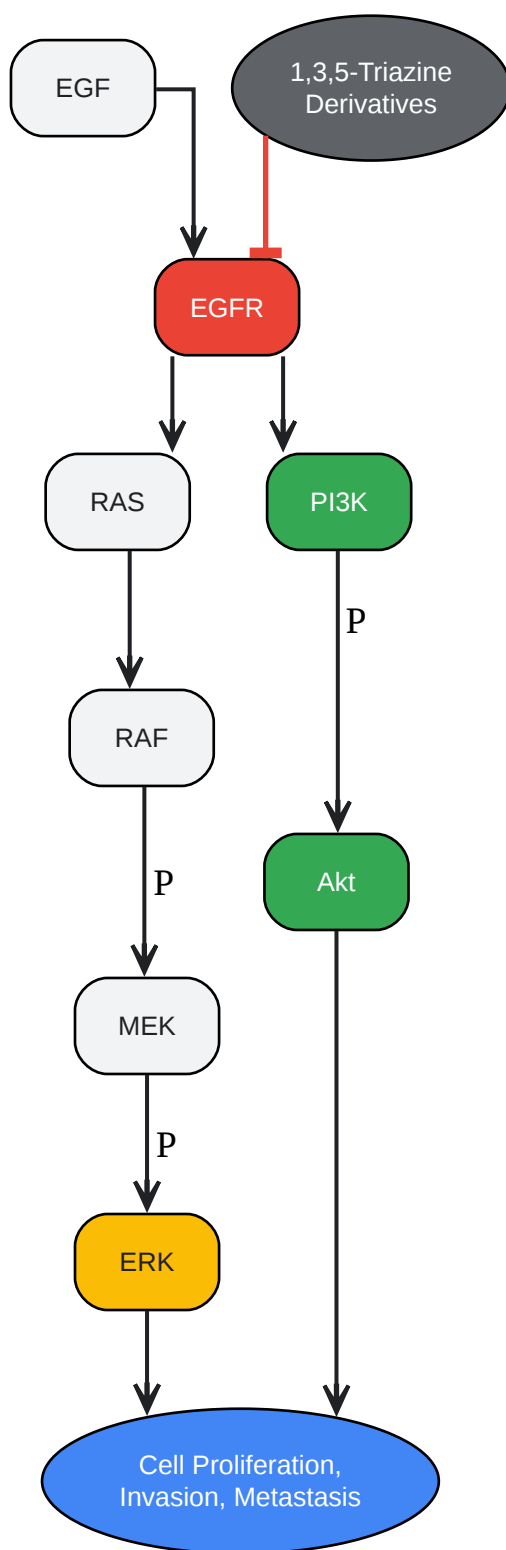 EGF
1,3,5-Triazine
Derivatives
EGFR
RAS
PI3K
P
RAF
Akt
P
MEK
P
ERK
Cell Proliferation,
Invasion, Metastasis